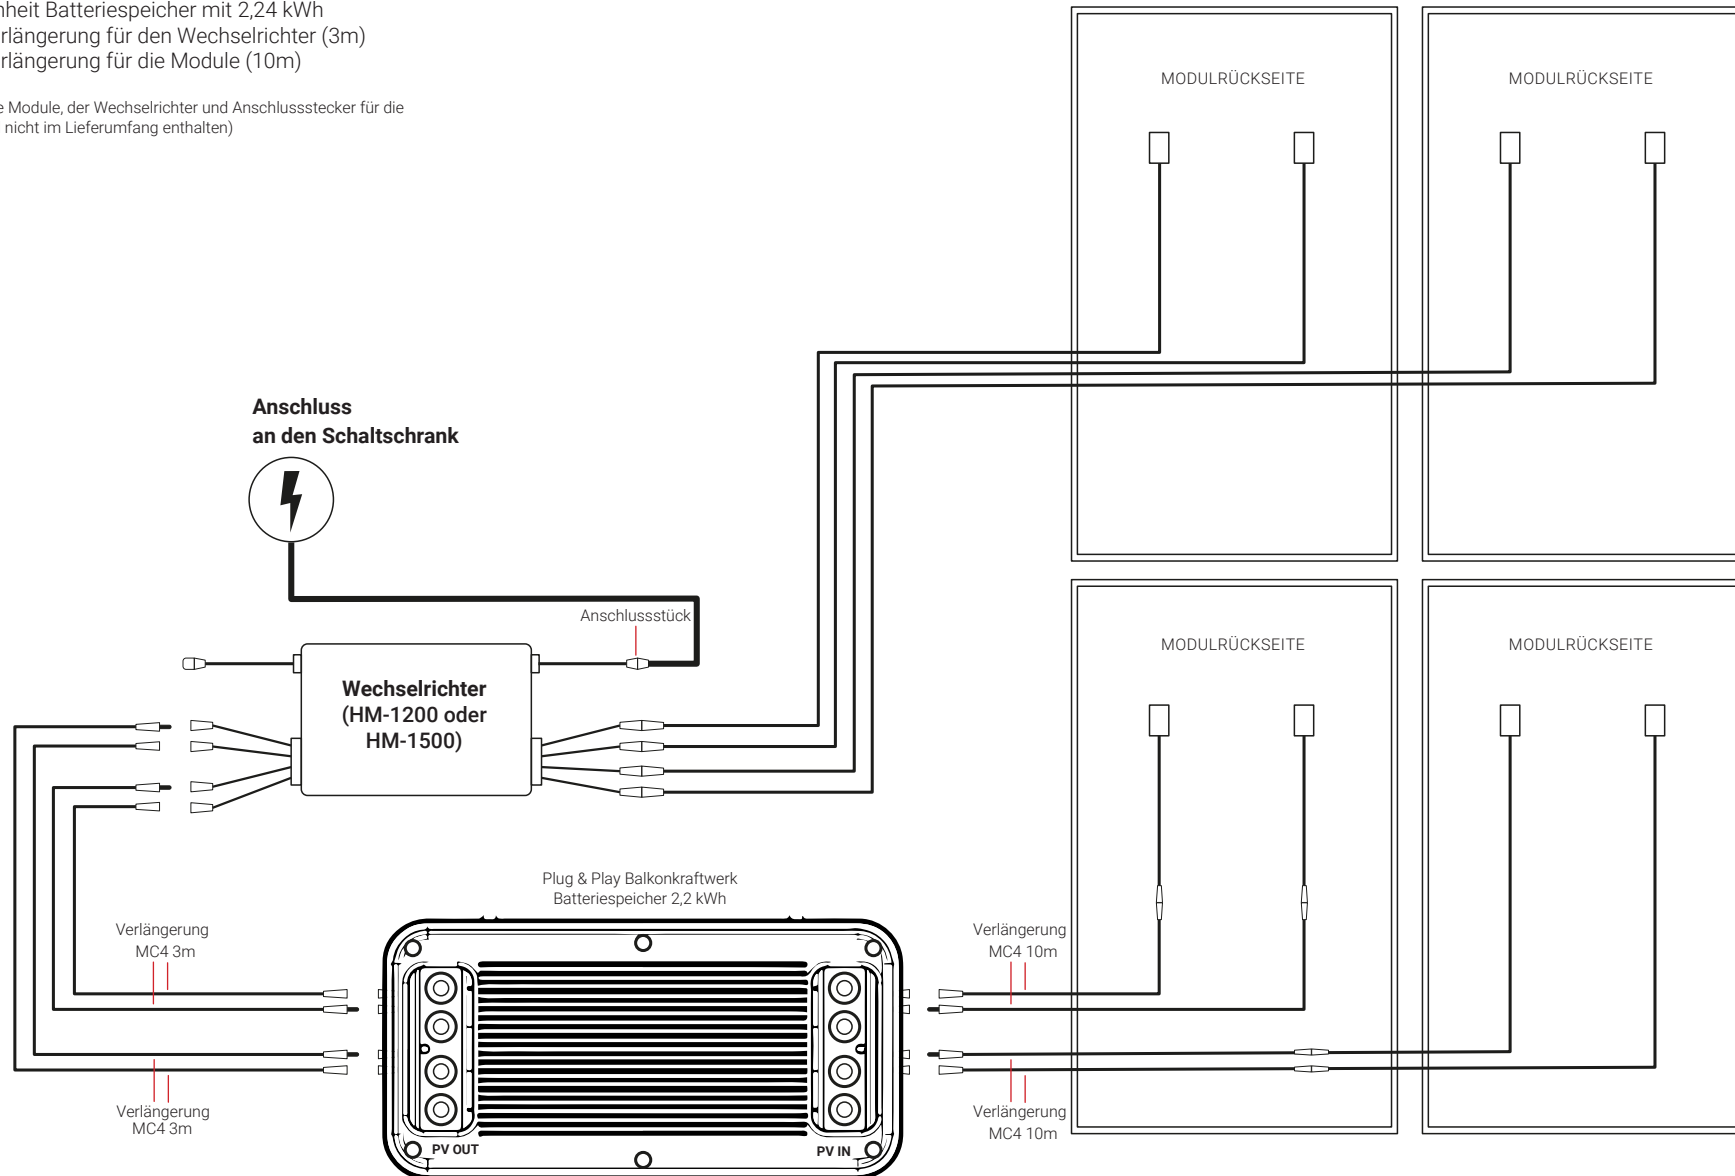 nheit Batteriespeicher mit 2,24 kWh
rlängerung für den Wechselrichter (3m)
rlängerung für die Module (10m)
e Module, der Wechselrichter und Anschlussstecker für die
nicht im Lieferumfang enthalten)
MODULRÜCKSEITE
MODULRÜCKSEITE
Anschluss
an den Schaltschrank
Anschlussstück
MODULRÜCKSEITE
MODULRÜCKSEITE
Wechselrichter
(HM-1200 oder
HM-1500)
Plug & Play Balkonkraftwerk
Batteriespeicher 2,2 kWh
Verlängerung
MC4 3m
Verlängerung
MC4 10m
Verlängerung
MC4 3m
Verlängerung
MC4 10m
PV OUT
PV IN